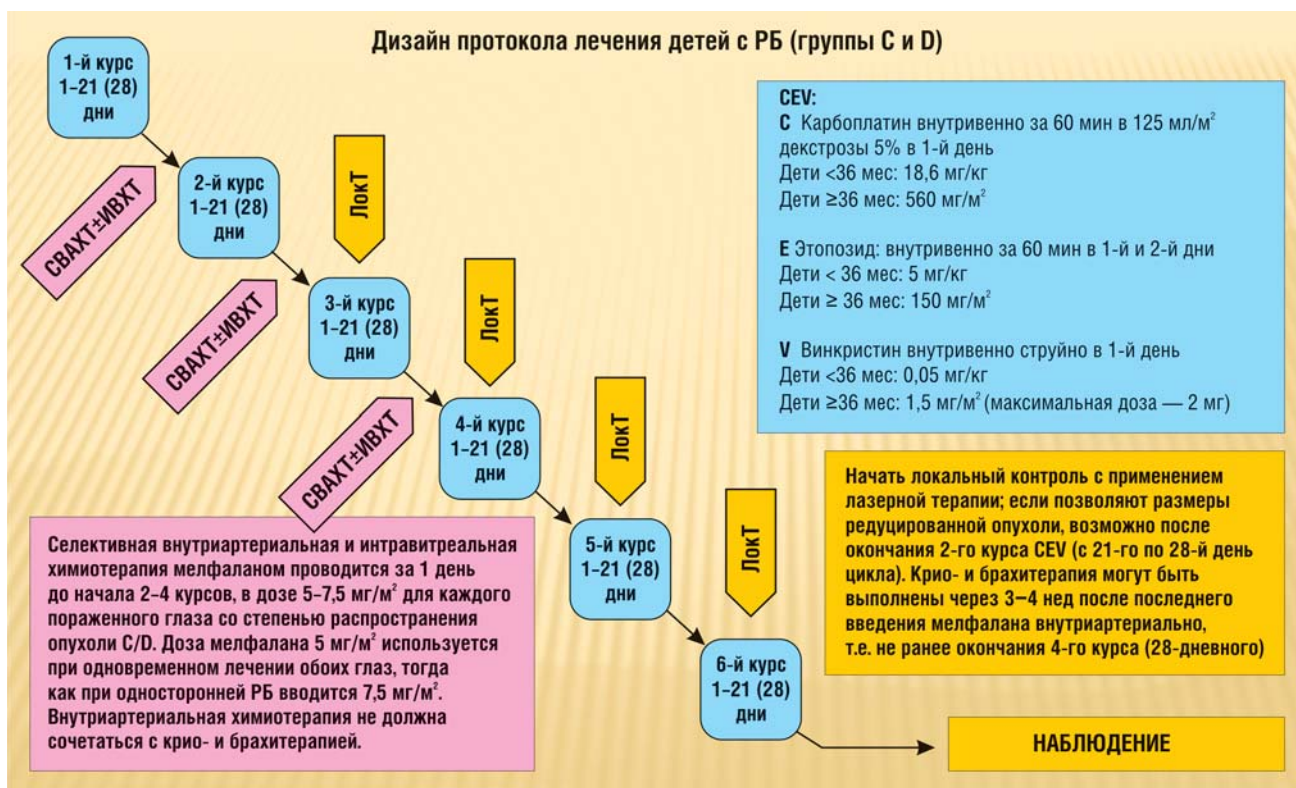 Дизайн протокола лечения детей с РБ (группы C и D)
1-й курс
1–21 (28)
дни
СВАХТ±ИВХТ
2-й курс
1–21 (28)
дни
ЛокТ
СВАХТ±ИВХТ
3-й курс
1–21 (28)
дни
ЛокТ
СВАХТ±ИВХТ
4-й курс
1–21 (28)
дни
ЛокТ
5-й курс
1–21 (28)
дни
ЛокТ
6-й курс
1–21 (28)
дни
CEV:
C Карбоплатин внутривенно за 60 мин в 125 мл/м²
декстрозы 5% в 1-й день
Дети <36 мес: 18,6 мг/кг
Дети ≥36 мес: 560 мг/м²
E Этопозид: внутривенно за 60 мин в 1-й и 2-й дни
Дети < 36 мес: 5 мг/кг
Дети ≥ 36 мес: 150 мг/м²
V Винкристин внутривенно струйно в 1-й день
Дети <36 мес: 0,05 мг/кг
Дети ≥36 мес: 1,5 мг/м² (максимальная доза — 2 мг)
Начать локальный контроль с применением
лазерной терапии; если позволяют размеры
редуцированной опухоли, возможно после
окончания 2-го курса CEV (с 21-го по 28-й день
цикла). Крио- и брахитерапия могут быть
выполнены через 3–4 нед после последнего
введения мелфалана внутриартериально,
т.е. не ранее окончания 4-го курса (28-дневного)
Селективная внутриартериальная и интравитреальная
химиотерапия мелфаланом проводится за 1 день
до начала 2–4 курсов, в дозе 5–7,5 мг/м² для каждого
пораженного глаза со степенью распространения
опухоли C/D. Доза мелфалана 5 мг/м² используется
при одновременном лечении обоих глаз, тогда
как при односторонней РБ вводится 7,5 мг/м².
Внутриартериальная химиотерапия не должна
сочетаться с крио- и брахитерапией.
НАБЛЮДЕНИЕ